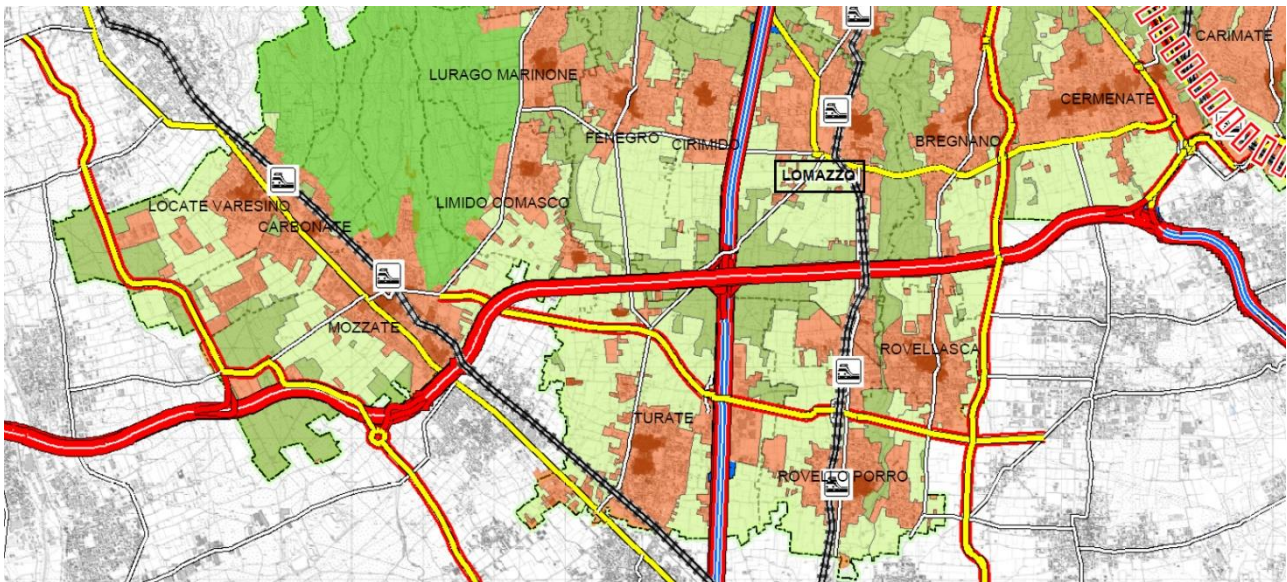 CARIMATE
LURAGO MARINONE
CERMENATE
FENEGRO
CIRIMIDO
BREGNANO
LOMAZZO
LOCATE VARESINO
LIMIDO COMASCO
CARBONATE
MOZZATE
ROVELLASCA
TURATE
ROVELLO PORRO